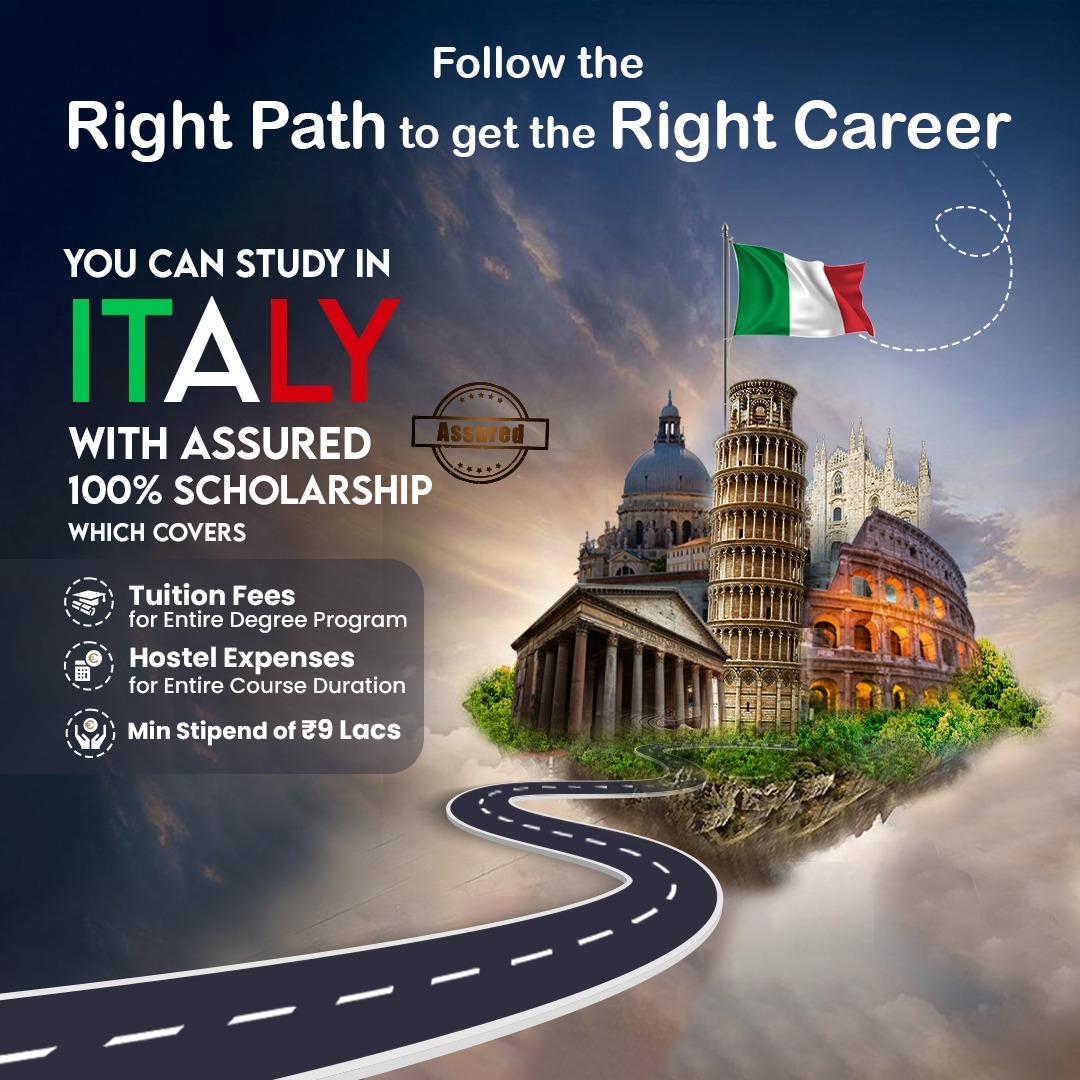 Follow the
Right Path to get the Right Career
YOU CAN STUDY IN
ITALY
WITH ASSURED
Assured
100% SCHOLARSHIP
WHICH COVERS
Tuition Fees
for Entire Degree Program
Hostel Expenses
for Entire Course Duration
Min Stipend of ₹9 Lacs